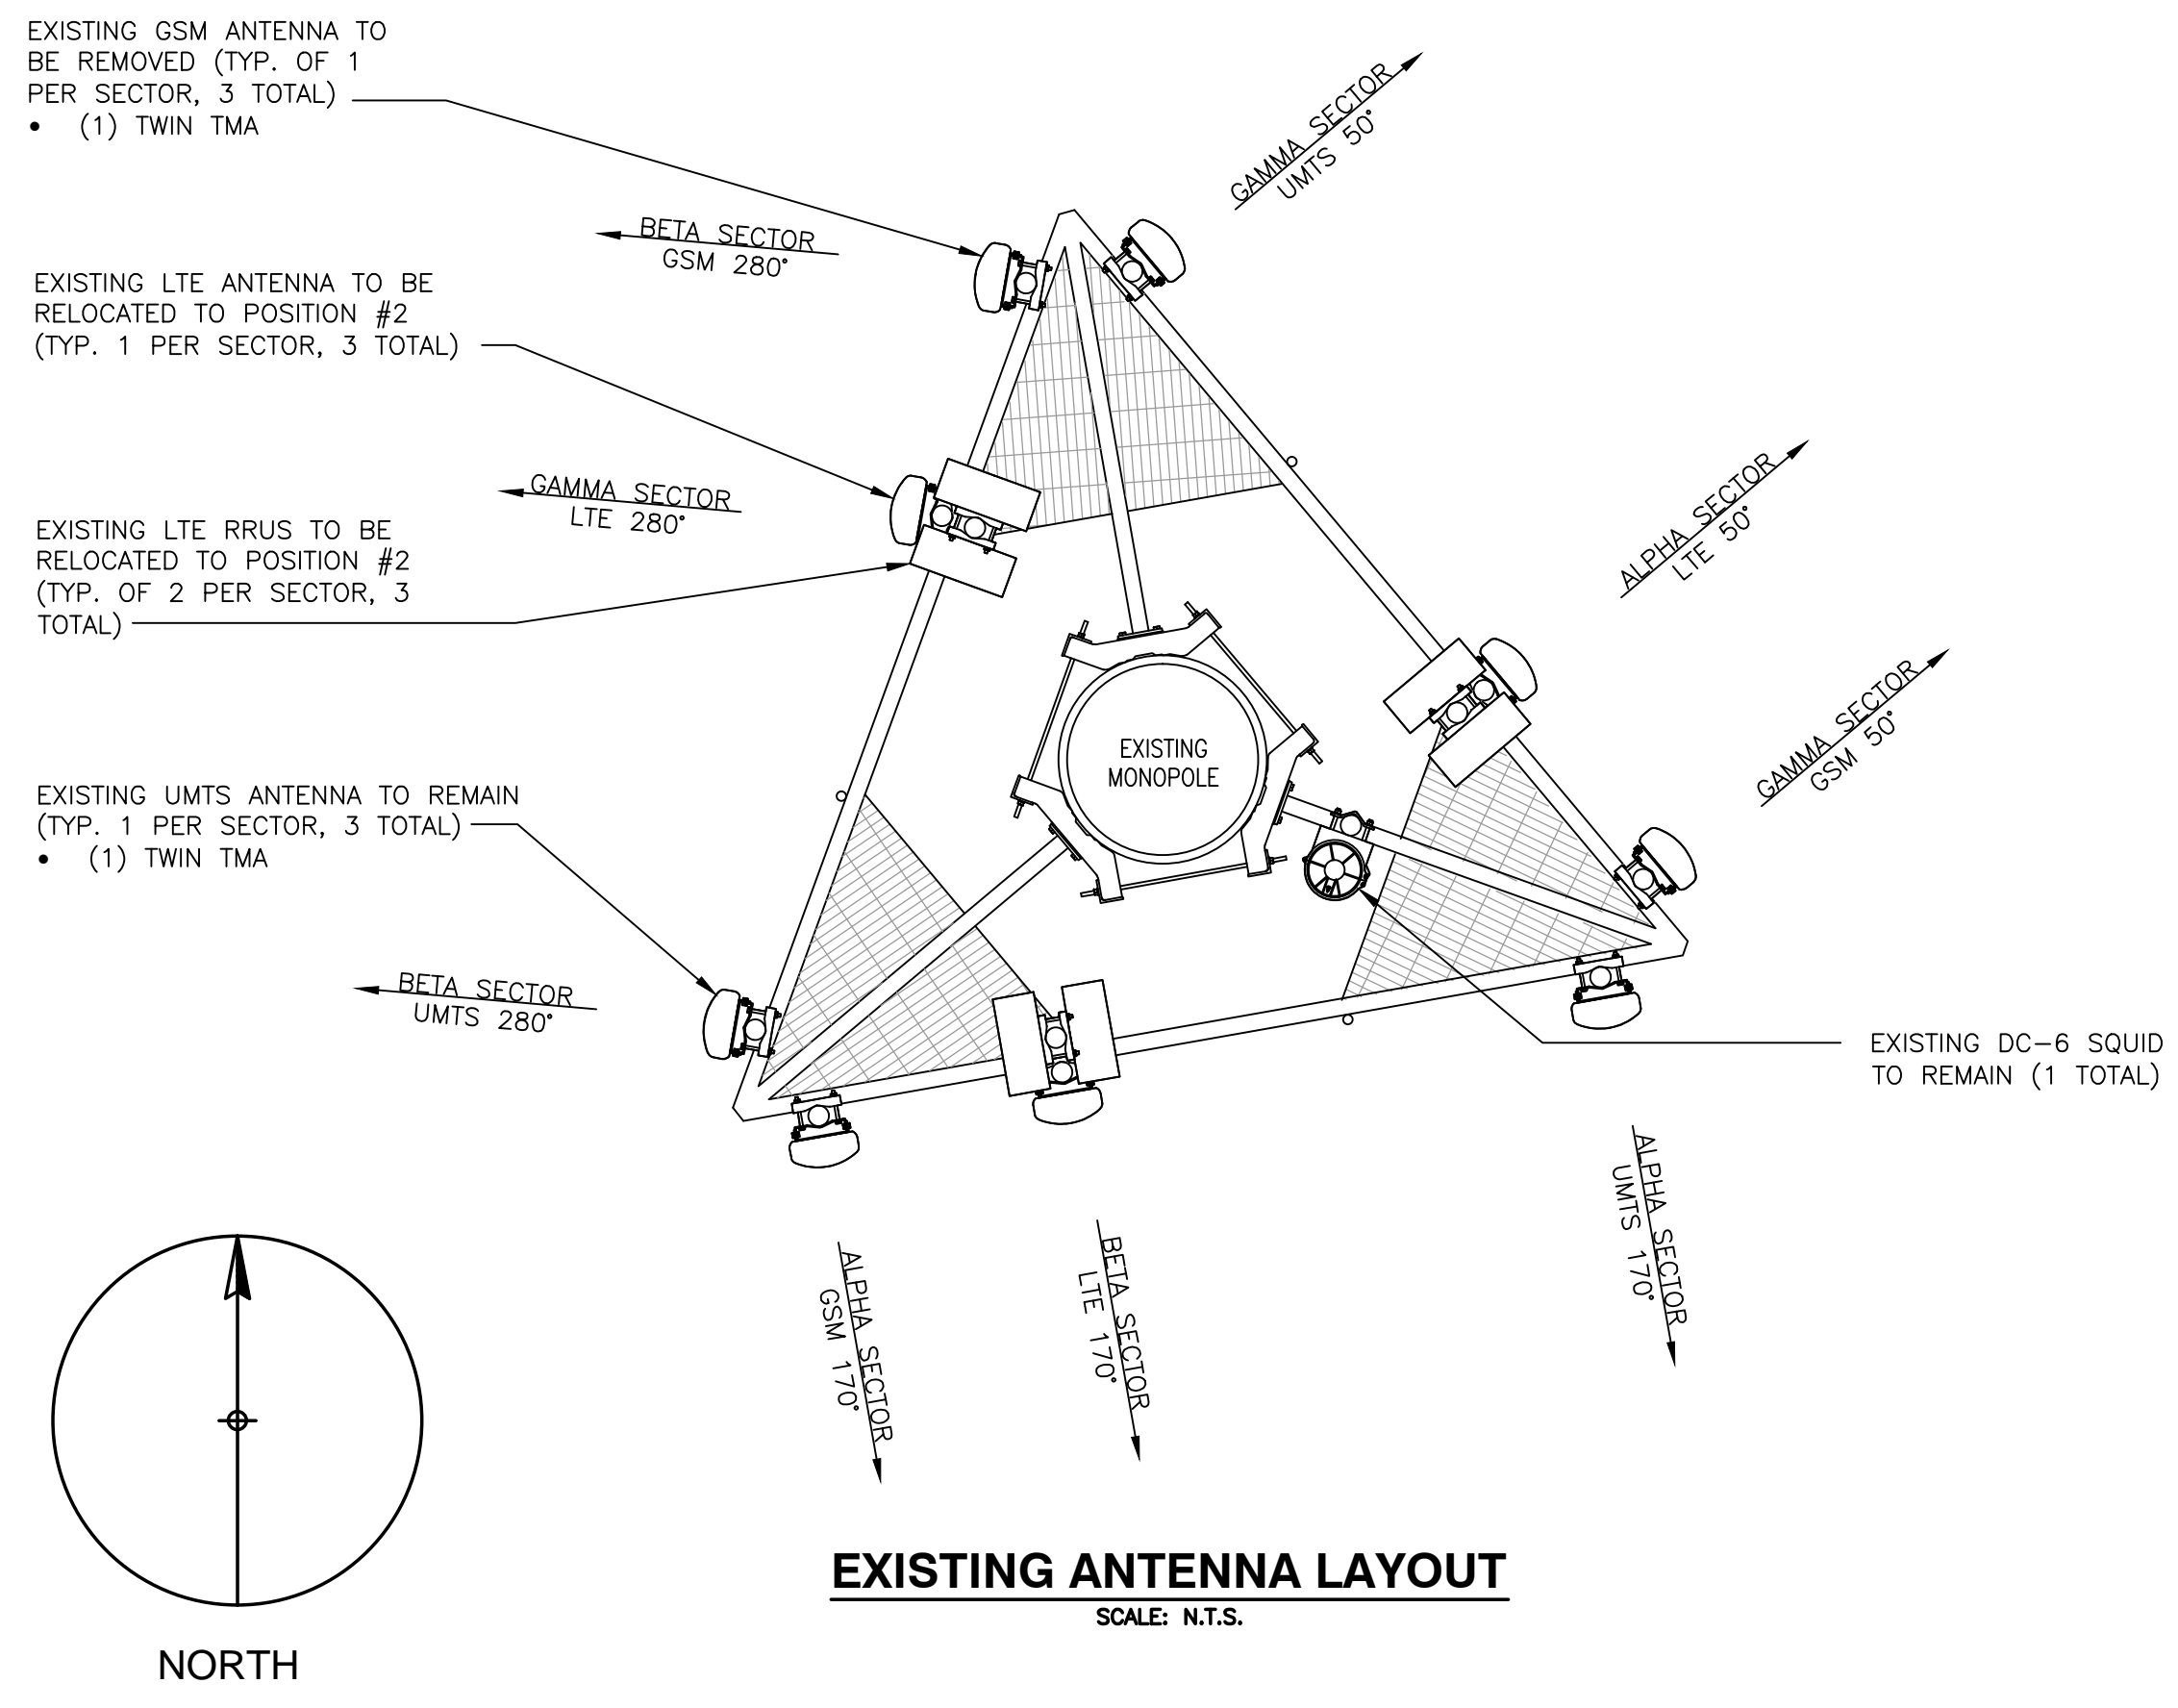 EXISTING GSM ANTENNA TO
BE REMOVED (TYP. OF 1
PER SECTOR, 3 TOTAL)
• (1) TWIN TMA
GAMMA SECTOR
UMTS 50°
BETA SECTOR
GSM 280°
EXISTING LTE ANTENNA TO BE
RELOCATED TO POSITION #2
(TYP. 1 PER SECTOR, 3 TOTAL)
GAMMA SECTOR
LTE 280°
ALPHA SECTOR
LTE 50°
EXISTING LTE RRUS TO BE
RELOCATED TO POSITION #2
(TYP. OF 2 PER SECTOR, 3
TOTAL)
GAMMA SECTOR
GSM 50°
EXISTING
MONOPOLE
EXISTING UMTS ANTENNA TO REMAIN
(TYP. 1 PER SECTOR, 3 TOTAL)
• (1) TWIN TMA
BETA SECTOR
UMTS 280°
EXISTING DC-6 SQUID
TO REMAIN (1 TOTAL)
ALPHA SECTOR
UMTS 170°
BETA SECTOR
LTE 170°
ALPHA SECTOR
GSM 170°
EXISTING ANTENNA LAYOUT
SCALE: N.T.S.
NORTH